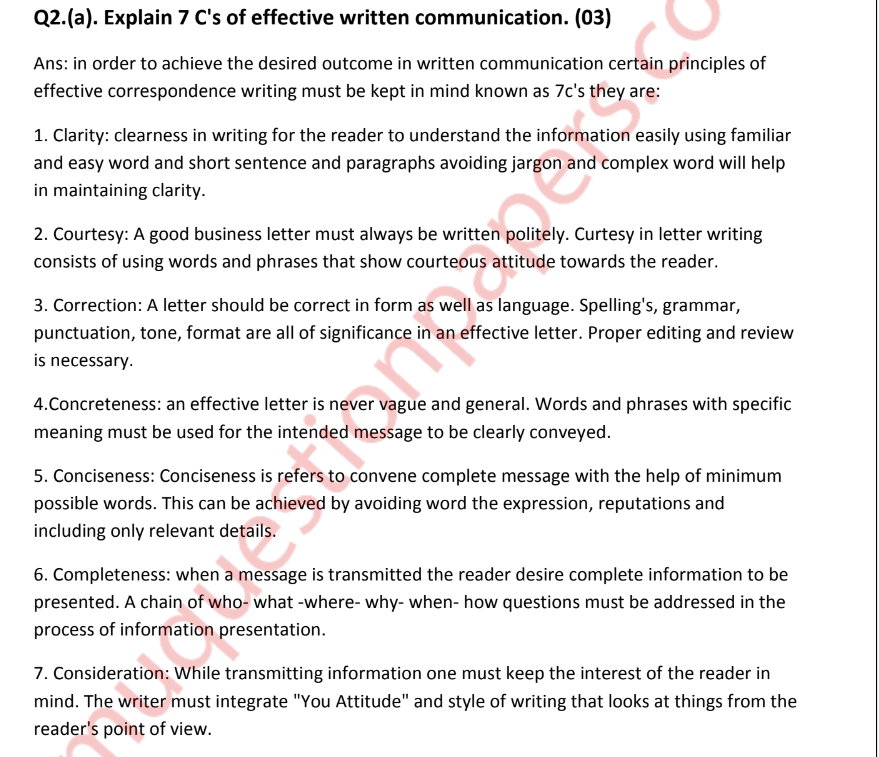 Q2.(a). Explain 7 C's of effective written communication. (03)
Ans: in order to achieve the desired outcome in written communication certain principles of
effective correspondence writing must be kept in mind known as 7c's they are:
1. Clarity: clearness in writing for the reader to understand the information easily using familiar
and easy word and short sentence and paragraphs avoiding jargon and complex word will help
in maintaining clarity.
2. Courtesy: A good business letter must always be written politely. Curtesy in letter writing
consists of using words and phrases that show courteous attitude towards the reader.
3. Correction: A letter should be correct in form as well as language. Spelling's, grammar,
punctuation, tone, format are all of significance in an effective letter. Proper editing and review
is necessary.
4.Concreteness: an effective letter is never vague and general. Words and phrases with specific
meaning must be used for the intended message to be clearly conveyed.
5. Conciseness: Conciseness is refers to convene complete message with the help of minimum
possible words. This can be achieved by avoiding word the expression, reputations and
including only relevant details.
6. Completeness: when a message is transmitted the reader desire complete information to be
presented. A chain of who- what -where- why- when- how questions must be addressed in the
process of information presentation.
7. Consideration: While transmitting information one must keep the interest of the reader in
mind. The writer must integrate "You Attitude" and style of writing that looks at things from the
reader's point of view.
muquestionpapers.co